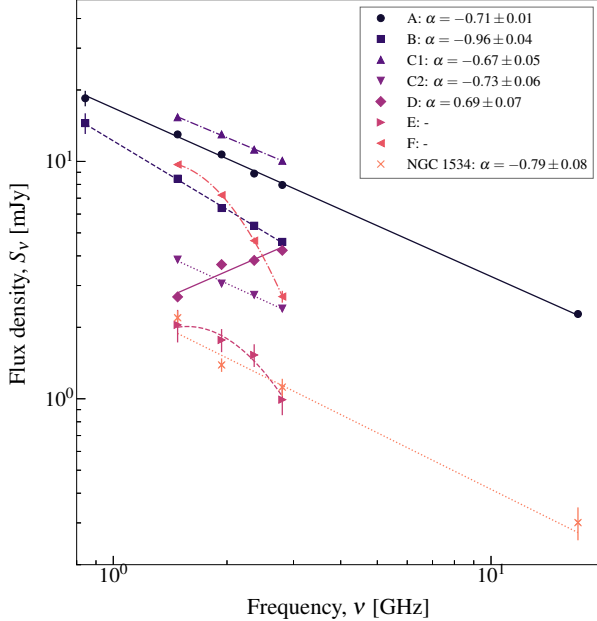 A: α = −0.71 ± 0.01
B: α = −0.96 ± 0.04
C1: α = −0.67 ± 0.05
C2: α = −0.73 ± 0.06
D: α = 0.69 ± 0.07
E: -
F: -
NGC 1534: α = −0.79 ± 0.08
10¹
10⁰
Flux density, Sν [mJy]
10⁰ 10¹
Frequency, ν [GHz]